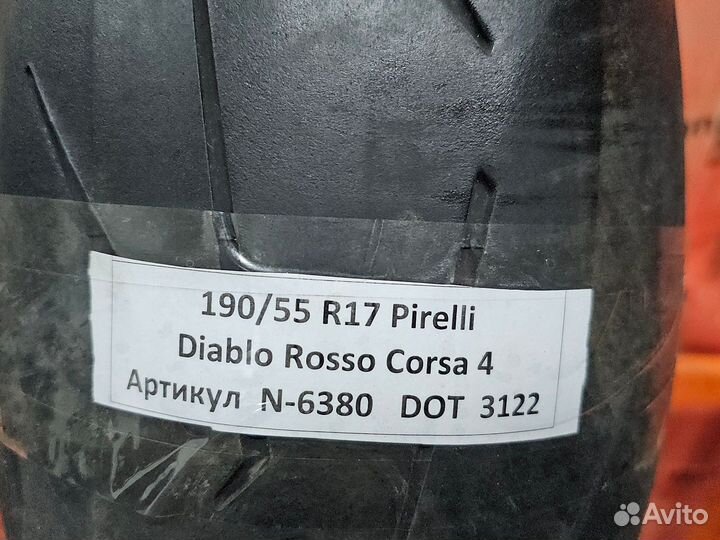 190/55 R17 Pirelli
Diablo Rosso Corsa 4
Артикул N-6380 DOT 3122
Avito